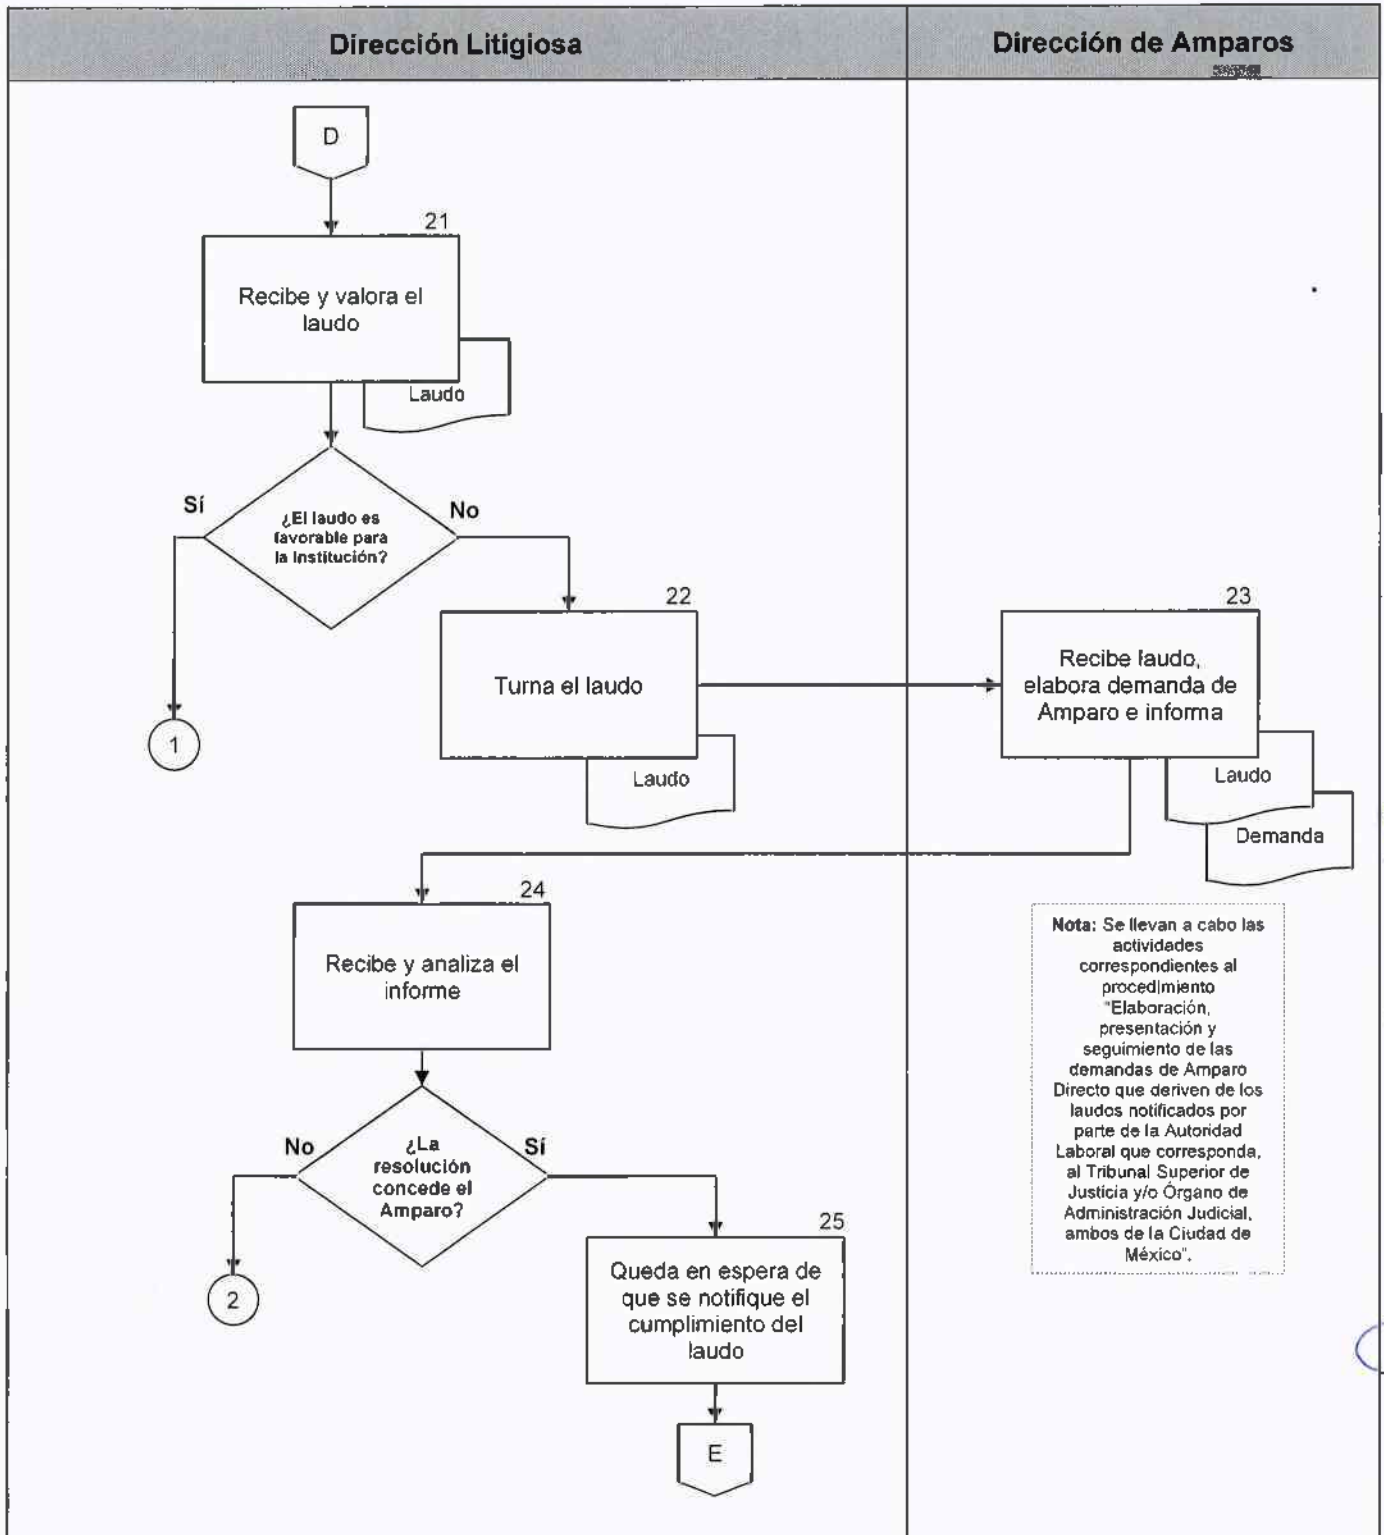 Dirección Litigiosa
Dirección de Amparos
D
21
Recibe y valora el
laudo
Laudo
Sí
¿El laudo es
favorable para
la Institución?
No
22
Turna el laudo
Laudo
1
23
Recibe laudo,
elabora demanda de
Amparo e informa
Laudo
Demanda
24
Recibe y analiza el
informe
No
¿La
resolución
concede el
Amparo?
Sí
2
25
Queda en espera de
que se notifique el
cumplimiento del
laudo
E
Nota: Se llevan a cabo las
actividades
correspondientes al
procedimiento
"Elaboración,
presentación y
seguimiento de las
demandas de Amparo
Directo que deriven de los
laudos notificados por
parte de la Autoridad
Laboral que corresponda,
al Tribunal Superior de
Justicia y/o Órgano de
Administración Judicial,
ambos de la Ciudad de
México".